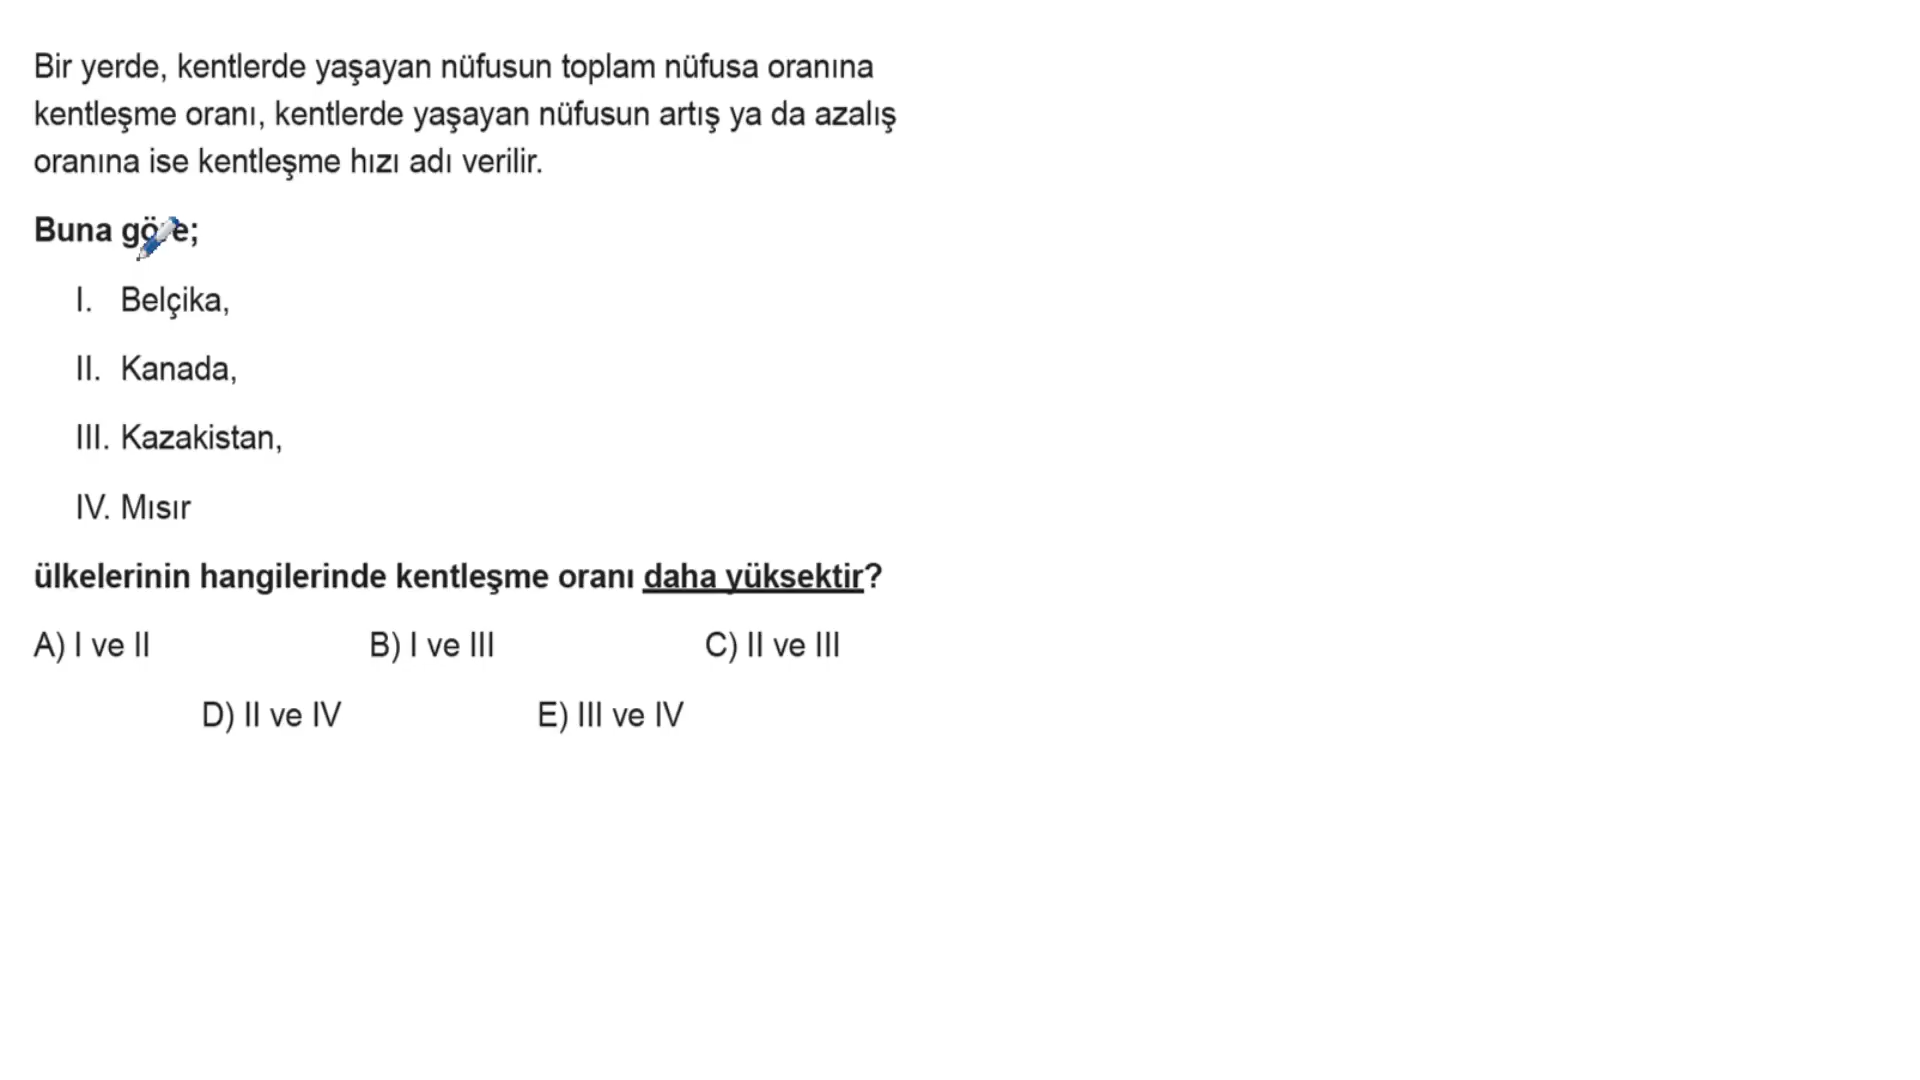 Bir yerde, kentlerde yaşayan nüfusun toplam nüfusa oranına
kentleşme oranı, kentlerde yaşayan nüfusun artış ya da azalış
oranına ise kentleşme hızı adı verilir.
Buna göre;
I. Belçika,
II. Kanada,
III. Kazakistan,
IV. Mısır
ülkelerinin hangilerinde kentleşme oranı daha yüksektir?
A) I ve II B) I ve III C) II ve III
D) II ve IV E) III ve IV